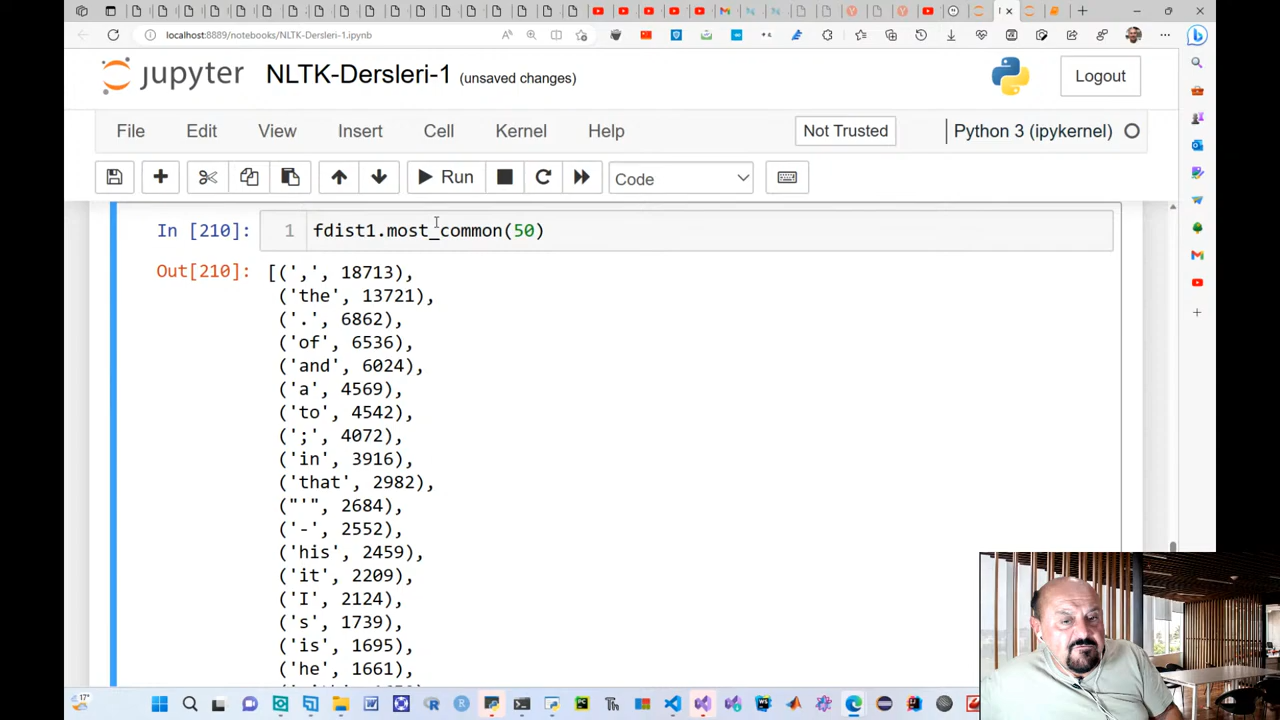 localhost:8889/notebooks/NLTK-Dersleri-1.ipynb
jupyter NLTK-Dersleri-1 (unsaved changes)
Logout
File Edit View Insert Cell Kernel Help
Not Trusted
Python 3 (ipykernel)
Run
Code
In [210]: 1 fdist1.most_common(50)
Out[210]: [(',', 18713),
('the', 13721),
('.', 6862),
('of', 6536),
('and', 6024),
('a', 4569),
('to', 4542),
(';', 4072),
('in', 3916),
('that', 2982),
("'", 2684),
('-', 2552),
('his', 2459),
('it', 2209),
('I', 2124),
('s', 1739),
('is', 1695),
('he', 1661),
17°